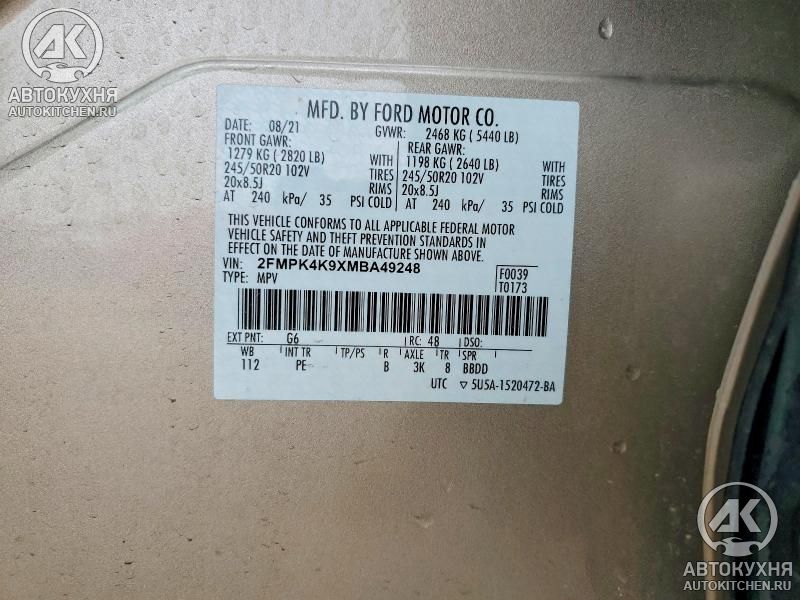 AK
АВТОКУХНЯ
AUTOKITCHEN.RU
MFD. BY FORD MOTOR CO.
DATE: 08/21 GVWR: 2468 KG ( 5440 LB)
FRONT GAWR: REAR GAWR:
1279 KG ( 2820 LB) WITH 1198 KG ( 2640 LB) WITH
245/50R20 102V TIRES 245/50R20 102V TIRES
20x8.5J RIMS 20x8.5J RIMS
AT 240 kPa/ 35 PSI COLD AT 240 kPa/ 35 PSI COLD
THIS VEHICLE CONFORMS TO ALL APPLICABLE FEDERAL MOTOR
VEHICLE SAFETY AND THEFT PREVENTION STANDARDS IN
EFFECT ON THE DATE OF MANUFACTURE SHOWN ABOVE.
VIN: 2FMPK4K9XMBA49248 F0039
TYPE: MPV T0173
EXT PNT: G6 RC: 48 DSO:
WB INT TR TP/PS R AXLE TR SPR
112 PE B 3K 8 BBDD
UTC ▽ 5U5A-1520472-BA
AK
АВТОКУХНЯ
AUTOKITCHEN.RU